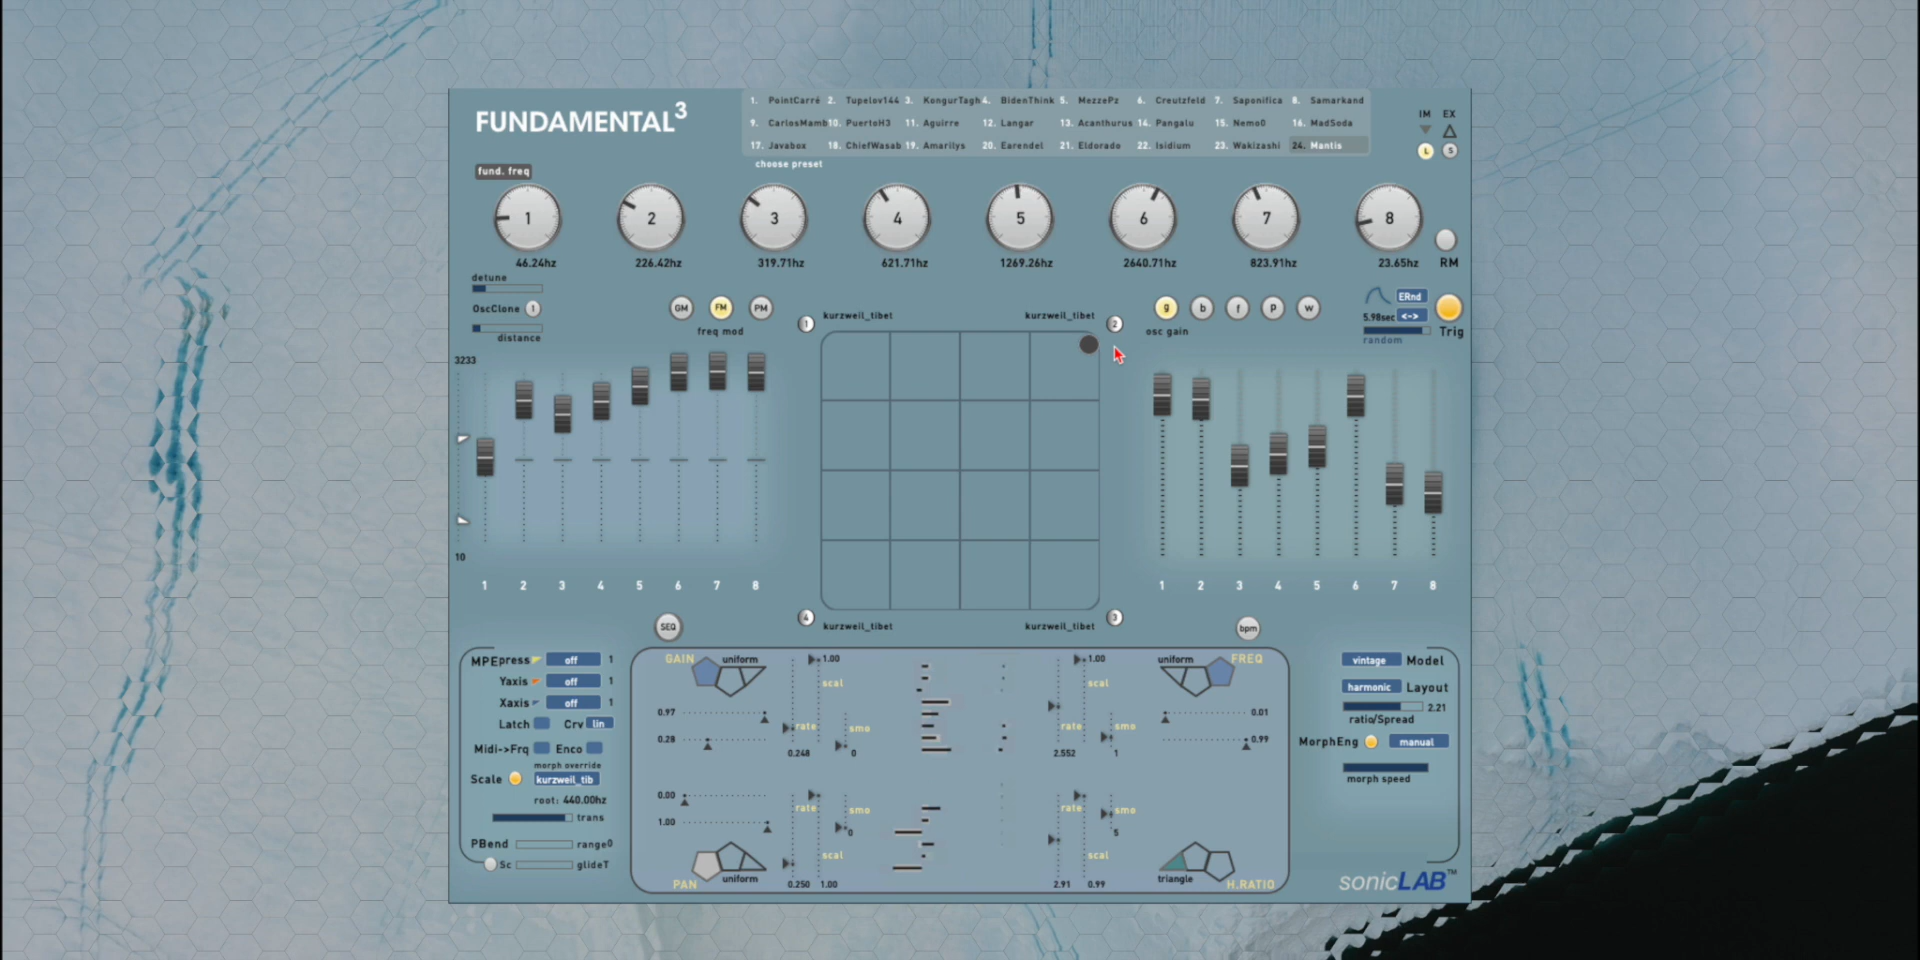 FUNDAMENTAL3
1. PointCarré 2. Tupelov144 3. KongurTagh 4. BidenThink 5. MezzePz 6. Creutzfeld 7. Saponifica 8. Samarkand
9. CarlosMamb 10. PuertoH3 11. Aguirre 12. Langar 13. Acanthurus 14. Pangalu 15. Nemo0 16. MadSoda
17. Javabox 18. ChiefWasab 19. Amarilys 20. Earendel 21. Eldorado 22. Isidium 23. Wakizashi 24. Mantis
choose preset
IM EX
L S
fund. freq
1 2 3 4 5 6 7 8
46.24hz 226.42hz 319.71hz 621.71hz 1269.26hz 2640.71hz 823.91hz 23.65hz RM
detune
OscClone 1
distance
GM FM PM
freq mod
1 kurzweil_tibet kurzweil_tibet 2
g b f p w
osc gain
ERnd
5.98sec <->
random
Trig
3233
10
1 2 3 4 5 6 7 8
1 2 3 4 5 6 7 8
4 kurzweil_tibet kurzweil_tibet 3
SEQ
bpm
MPEpress off 1
Yaxis off 1
Xaxis off 1
Latch Crv lin
Midi->Frq Enco
morph override
Scale kurzweil_tib
root: 440.00hz
trans
PBend range0
Sc glideT
GAIN uniform 1.00
scal
0.97
rate
smo
0.28
0.248 0
1.00 uniform FREQ
scal
0.01
rate
smo
0.99
2.552 1
0.00
rate
smo
1.00
0
scal
PAN uniform 0.250 1.00
rate
smo
5
scal
2.91 0.99 triangle H.RATIO
vintage Model
harmonic Layout
2.21
ratio/Spread
MorphEng manual
morph speed
sonicLAB™